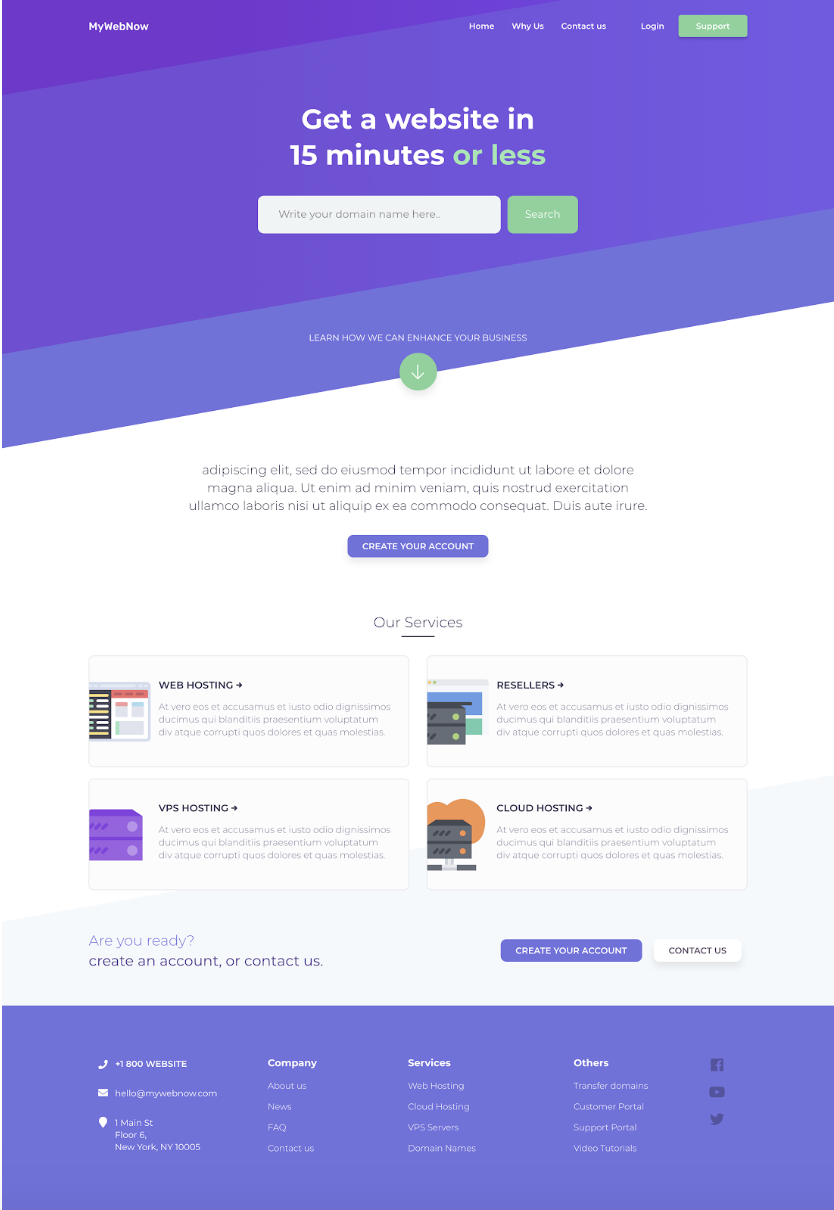 MyWebNow
Home Why Us Contact us Login Support
Get a website in
15 minutes or less
Write your domain name here..
Search
LEARN HOW WE CAN ENHANCE YOUR BUSINESS
adipiscing elit, sed do eiusmod tempor incididunt ut labore et dolore
magna aliqua. Ut enim ad minim veniam, quis nostrud exercitation
ullamco laboris nisi ut aliquip ex ea commodo consequat. Duis aute irure.
CREATE YOUR ACCOUNT
Our Services
WEB HOSTING →
At vero eos et accusamus et iusto odio dignissimos
ducimus qui blanditiis praesentium voluptatum
div atque corrupti quos dolores et quas molestias.
RESELLERS →
At vero eos et accusamus et iusto odio dignissimos
ducimus qui blanditiis praesentium voluptatum
div atque corrupti quos dolores et quas molestias.
VPS HOSTING →
At vero eos et accusamus et iusto odio dignissimos
ducimus qui blanditiis praesentium voluptatum
div atque corrupti quos dolores et quas molestias.
CLOUD HOSTING →
At vero eos et accusamus et iusto odio dignissimos
ducimus qui blanditiis praesentium voluptatum
div atque corrupti quos dolores et quas molestias.
Are you ready?
create an account, or contact us.
CREATE YOUR ACCOUNT
CONTACT US
+1 800 WEBSITE
hello@mywebnow.com
1 Main St
Floor 6,
New York, NY 10005
Company
About us
News
FAQ
Contact us
Services
Web Hosting
Cloud Hosting
VPS Servers
Domain Names
Others
Transfer domains
Customer Portal
Support Portal
Video Tutorials